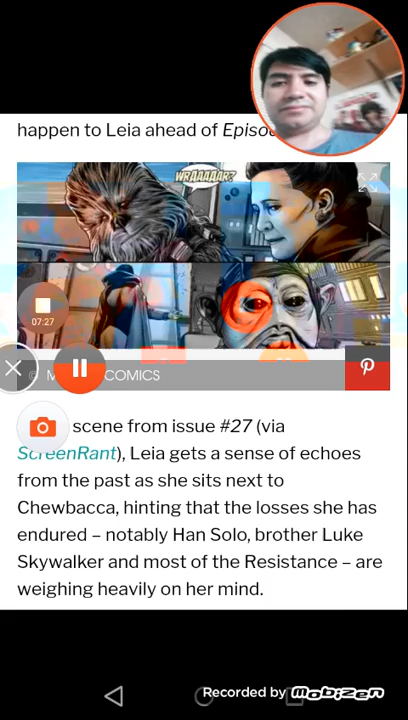 happen to Leia ahead of Episo
WRAAAAAR?
07:27
© M COMICS
scene from issue #27 (via
ScreenRant), Leia gets a sense of echoes
from the past as she sits next to
Chewbacca, hinting that the losses she has
endured – notably Han Solo, brother Luke
Skywalker and most of the Resistance – are
weighing heavily on her mind.
Recorded by Mobizen